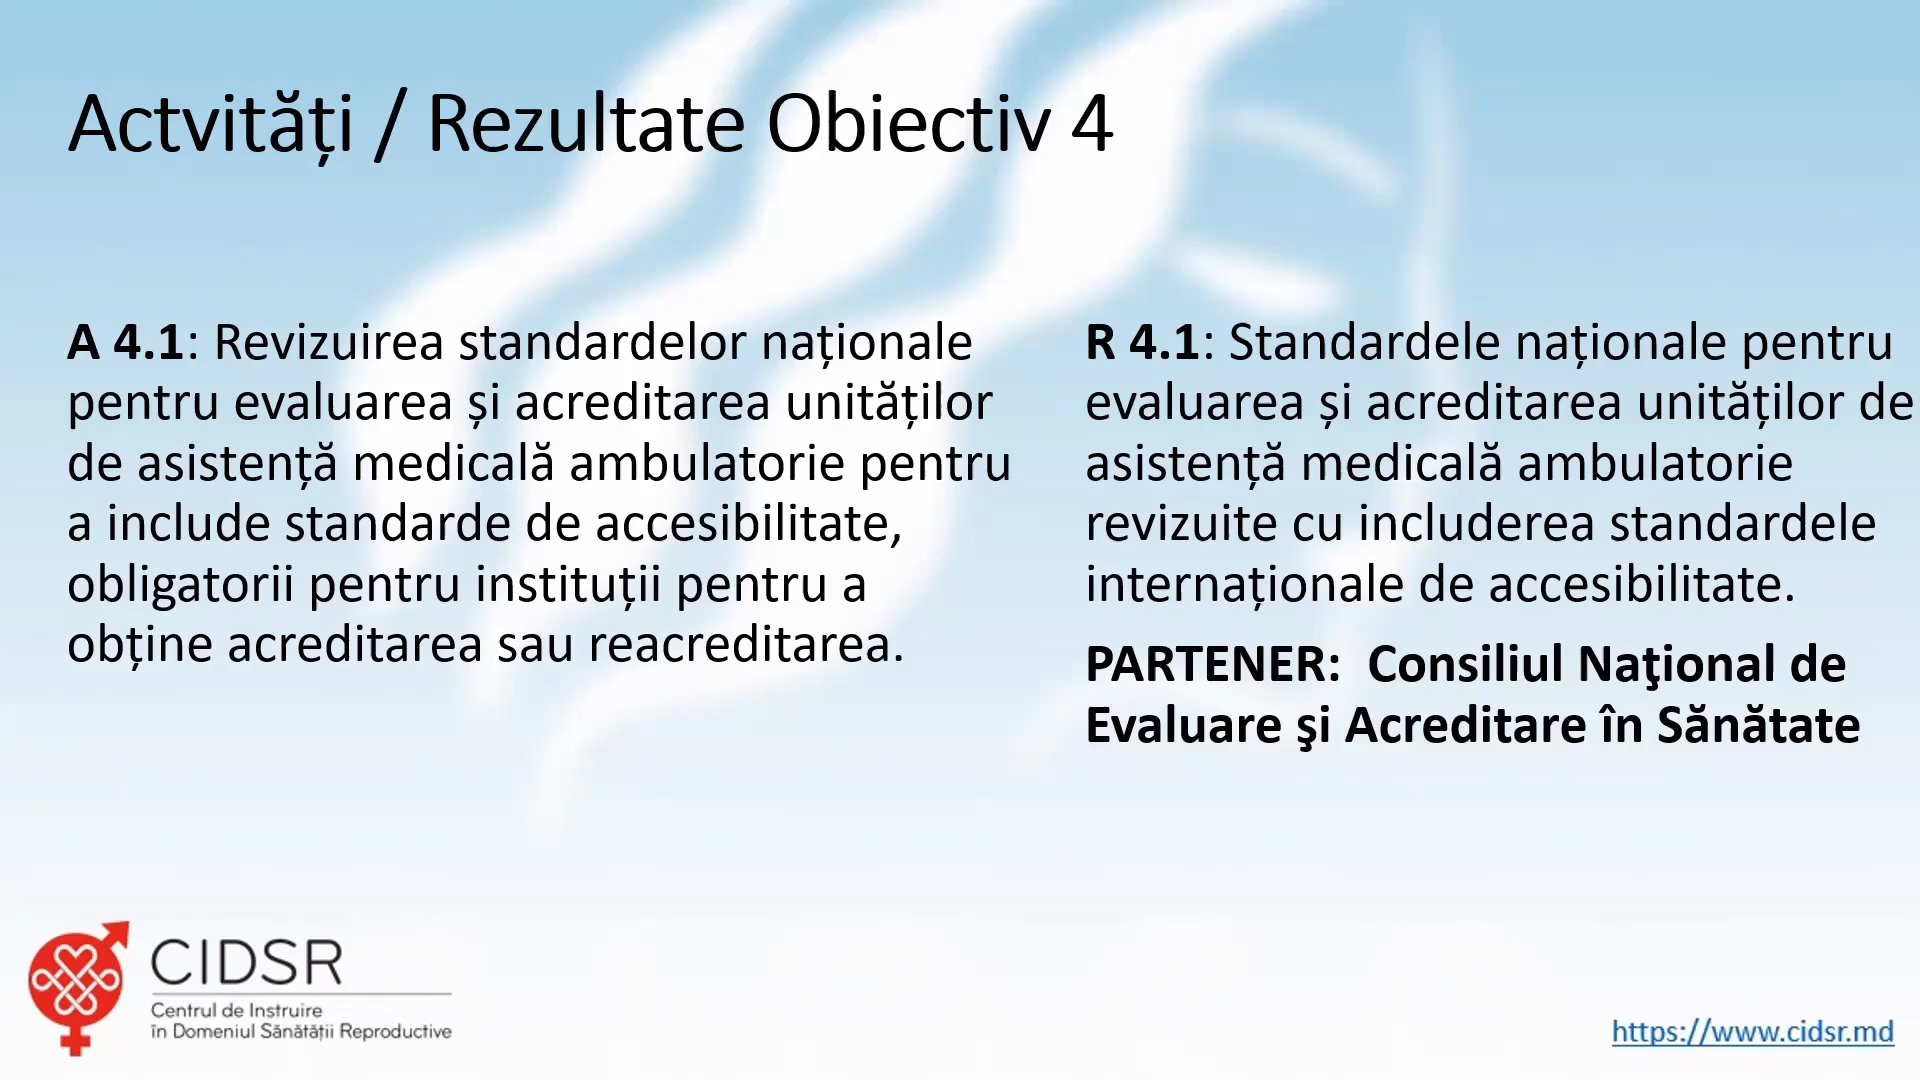 Actvități / Rezultate Obiectiv 4
A 4.1: Revizuirea standardelor naționale
pentru evaluarea și acreditarea unităților
de asistență medicală ambulatorie pentru
a include standarde de accesibilitate,
obligatorii pentru instituții pentru a
obține acreditarea sau reacreditarea.
R 4.1: Standardele naționale pentru
evaluarea și acreditarea unităților de
asistență medicală ambulatorie
revizuite cu includerea standardele
internaționale de accesibilitate.
PARTENER:  Consiliul Naţional de
Evaluare şi Acreditare în Sănătate
CIDSR
Centrul de Instruire
în Domeniul Sănătății Reproductive
https://www.cidsr.md